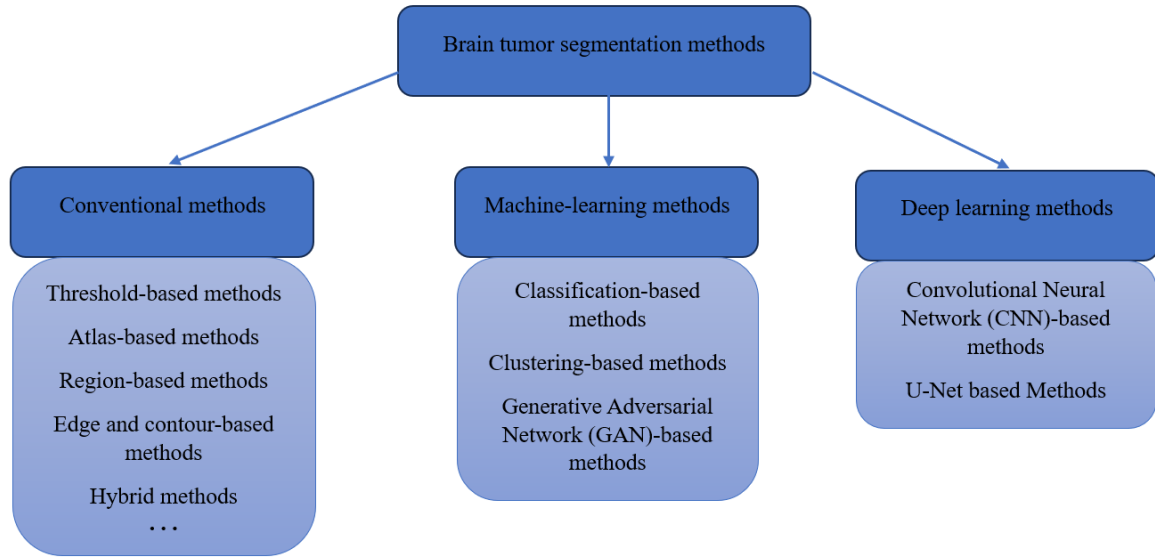 Brain tumor segmentation methods
Conventional methods
Threshold-based methods
Atlas-based methods
Region-based methods
Edge and contour-based
methods
Hybrid methods
...
Machine-learning methods
Classification-based
methods
Clustering-based methods
Generative Adversarial
Network (GAN)-based
methods
Deep learning methods
Convolutional Neural
Network (CNN)-based
methods
U-Net based Methods